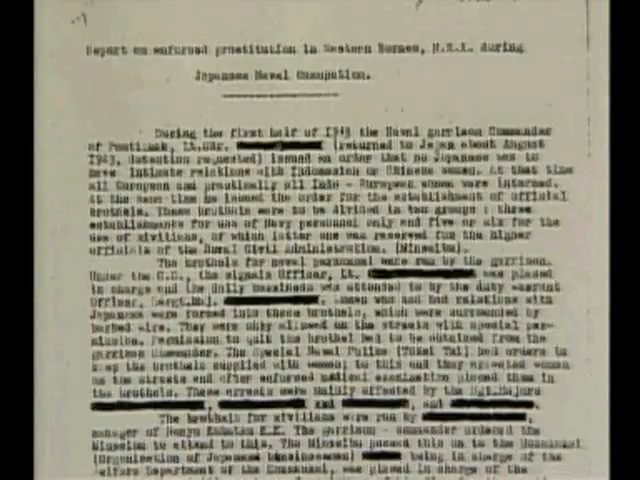 Report on enforced prostitution in Western Borneo, N.E.I. during
Japanese Naval Occupation.
During the first half of 1943 the Naval garrison Commander
of Pontianak, Lt.Cdr. (returned to Japan about August
1943, detention requested) issued an order that no Japanese was to
have intimate relations with Indonesian or Chinese women. At that time
all European and practically all Indo - European women were interned.
At the same time he issued the order for the establishment of official
brothels. These brothels were to be divided in two groups : three
establishments for use of Navy personnel only and five or six for the
use of civilians, of which latter one was reserved for the higher
officials of the Naval Civil Administration. (Minseibu).
The brothels for naval personnel were run by the garrison.
Under the C.O., the signals Officer, Lt. was placed
in charge and the daily business was attended to by the duty warrant
Officer, Sergt.Maj. . Women who had had relations with
Japanese were forced into these brothels, which were surrounded by
barbed wire. They were only allowed on the streets with special per-
mission. Permission to quit the brothel had to be obtained from the
garrison Commander. The Special Naval Police (Tokei Tai) had orders to
keep the brothels supplied with women; to this end they arrested women
on the streets and after enforced medical examination placed them in
the brothels. These arrests were mainly effected by the Sgt.Majors
, and , and .
The brothels for civilians were run by ,
manager of Nanyo K.K. The garrison - commander ordered the
Minseibu to attend to this. The Minseibu passed this on to the
(Organisation of Japanese businessmen) being in charge of the
welfare Department of the was placed in charge of the